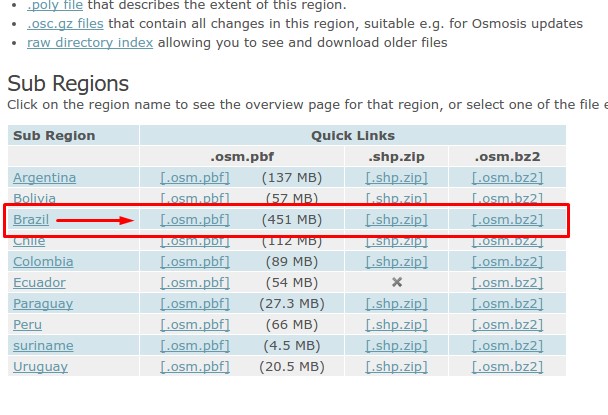 .poly file that describes the extent of this region.
.osc.gz files that contain all changes in this region, suitable e.g. for Osmosis updates
raw directory index allowing you to see and download older files
Sub Regions
Click on the region name to see the overview page for that region, or select one of the file
Sub Region Quick Links
.osm.pbf .shp.zip .osm.bz2
Argentina [.osm.pbf] (137 MB) [.shp.zip] [.osm.bz2]
Bolivia [.osm.pbf] (57 MB) [.shp.zip] [.osm.bz2]
Brazil [.osm.pbf] (451 MB) [.shp.zip] [.osm.bz2]
Chile [.osm.pbf] (112 MB) [.shp.zip] [.osm.bz2]
Colombia [.osm.pbf] (89 MB) [.shp.zip] [.osm.bz2]
Ecuador [.osm.pbf] (54 MB) [.osm.bz2]
Paraguay [.osm.pbf] (27.3 MB) [.shp.zip] [.osm.bz2]
Peru [.osm.pbf] (66 MB) [.shp.zip] [.osm.bz2]
suriname [.osm.pbf] (4.5 MB) [.shp.zip] [.osm.bz2]
Uruguay [.osm.pbf] (20.5 MB) [.shp.zip] [.osm.bz2]